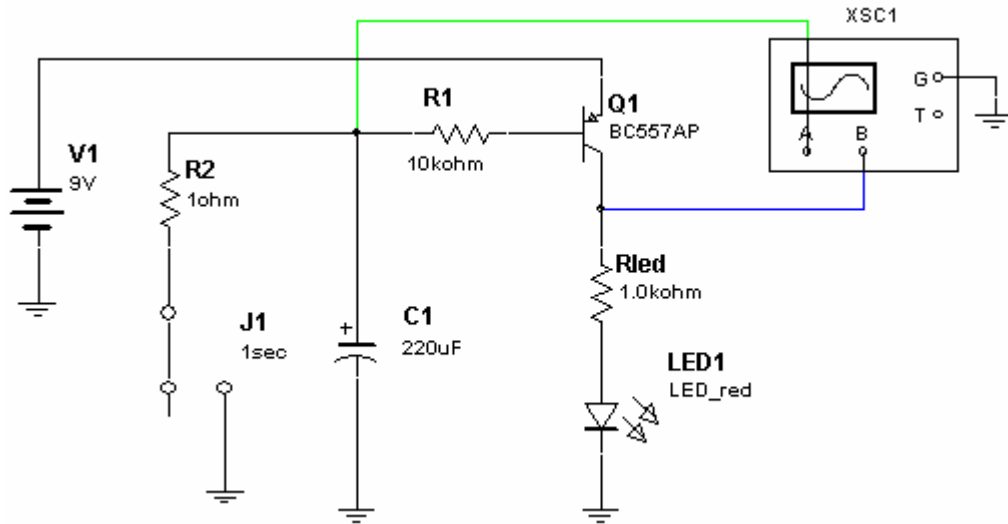 XSC1
G
T
A
B
Q1
BC557AP
R1
10kohm
V1
9V
R2
1ohm
Rled
1.0kohm
J1
1sec
+
C1
220uF
LED1
LED_red